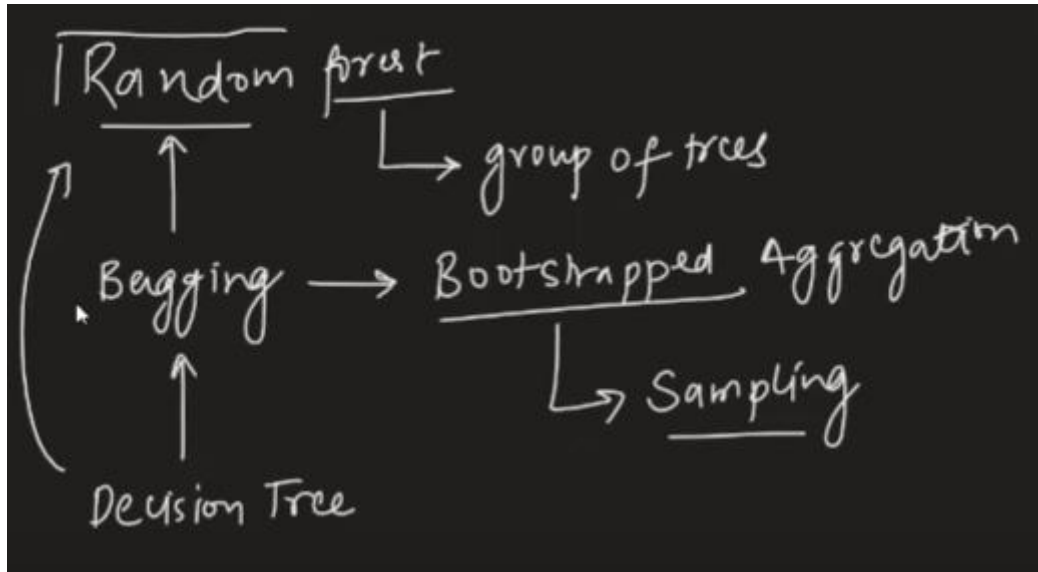 Random forest
group of trees
Bagging → Bootstrapped Aggregation
Sampling
Decision Tree